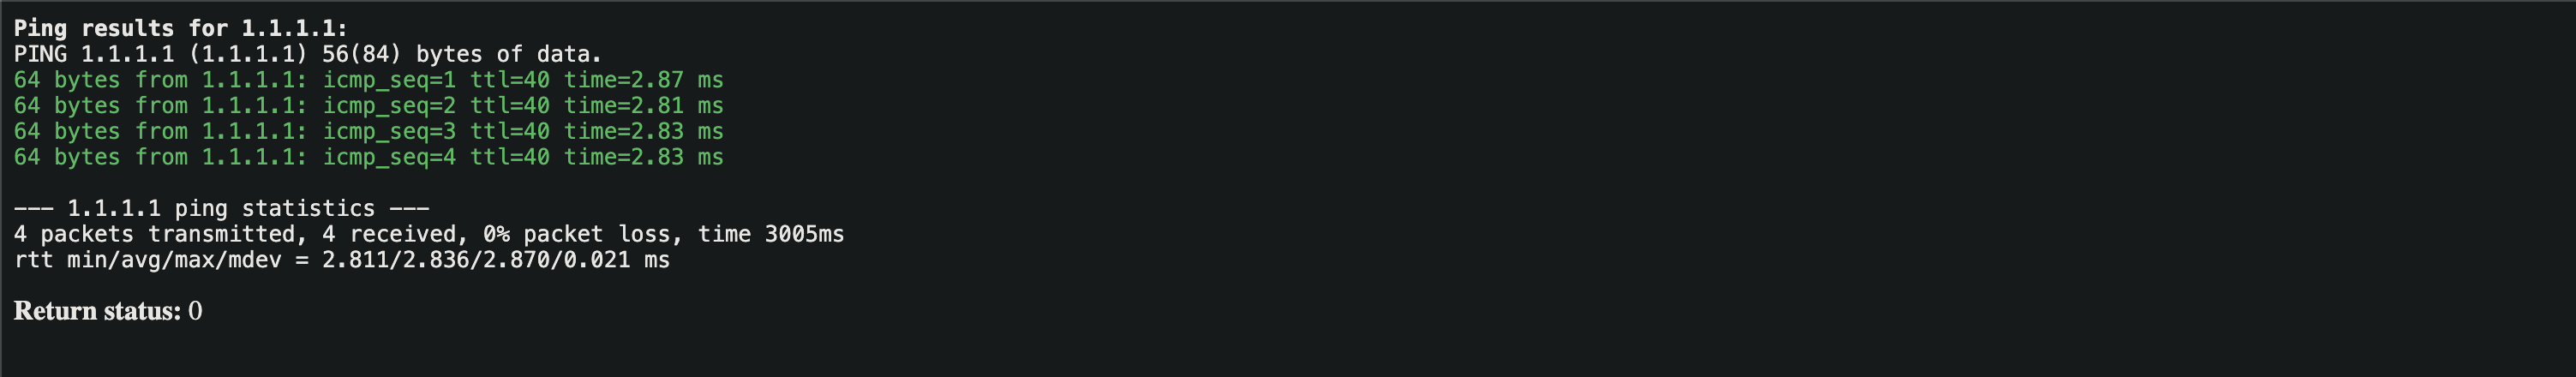 Ping results for 1.1.1.1:
PING 1.1.1.1 (1.1.1.1) 56(84) bytes of data.
64 bytes from 1.1.1.1: icmp_seq=1 ttl=40 time=2.87 ms
64 bytes from 1.1.1.1: icmp_seq=2 ttl=40 time=2.81 ms
64 bytes from 1.1.1.1: icmp_seq=3 ttl=40 time=2.83 ms
64 bytes from 1.1.1.1: icmp_seq=4 ttl=40 time=2.83 ms
--- 1.1.1.1 ping statistics ---
4 packets transmitted, 4 received, 0% packet loss, time 3005ms
rtt min/avg/max/mdev = 2.811/2.836/2.870/0.021 ms
Return status: 0